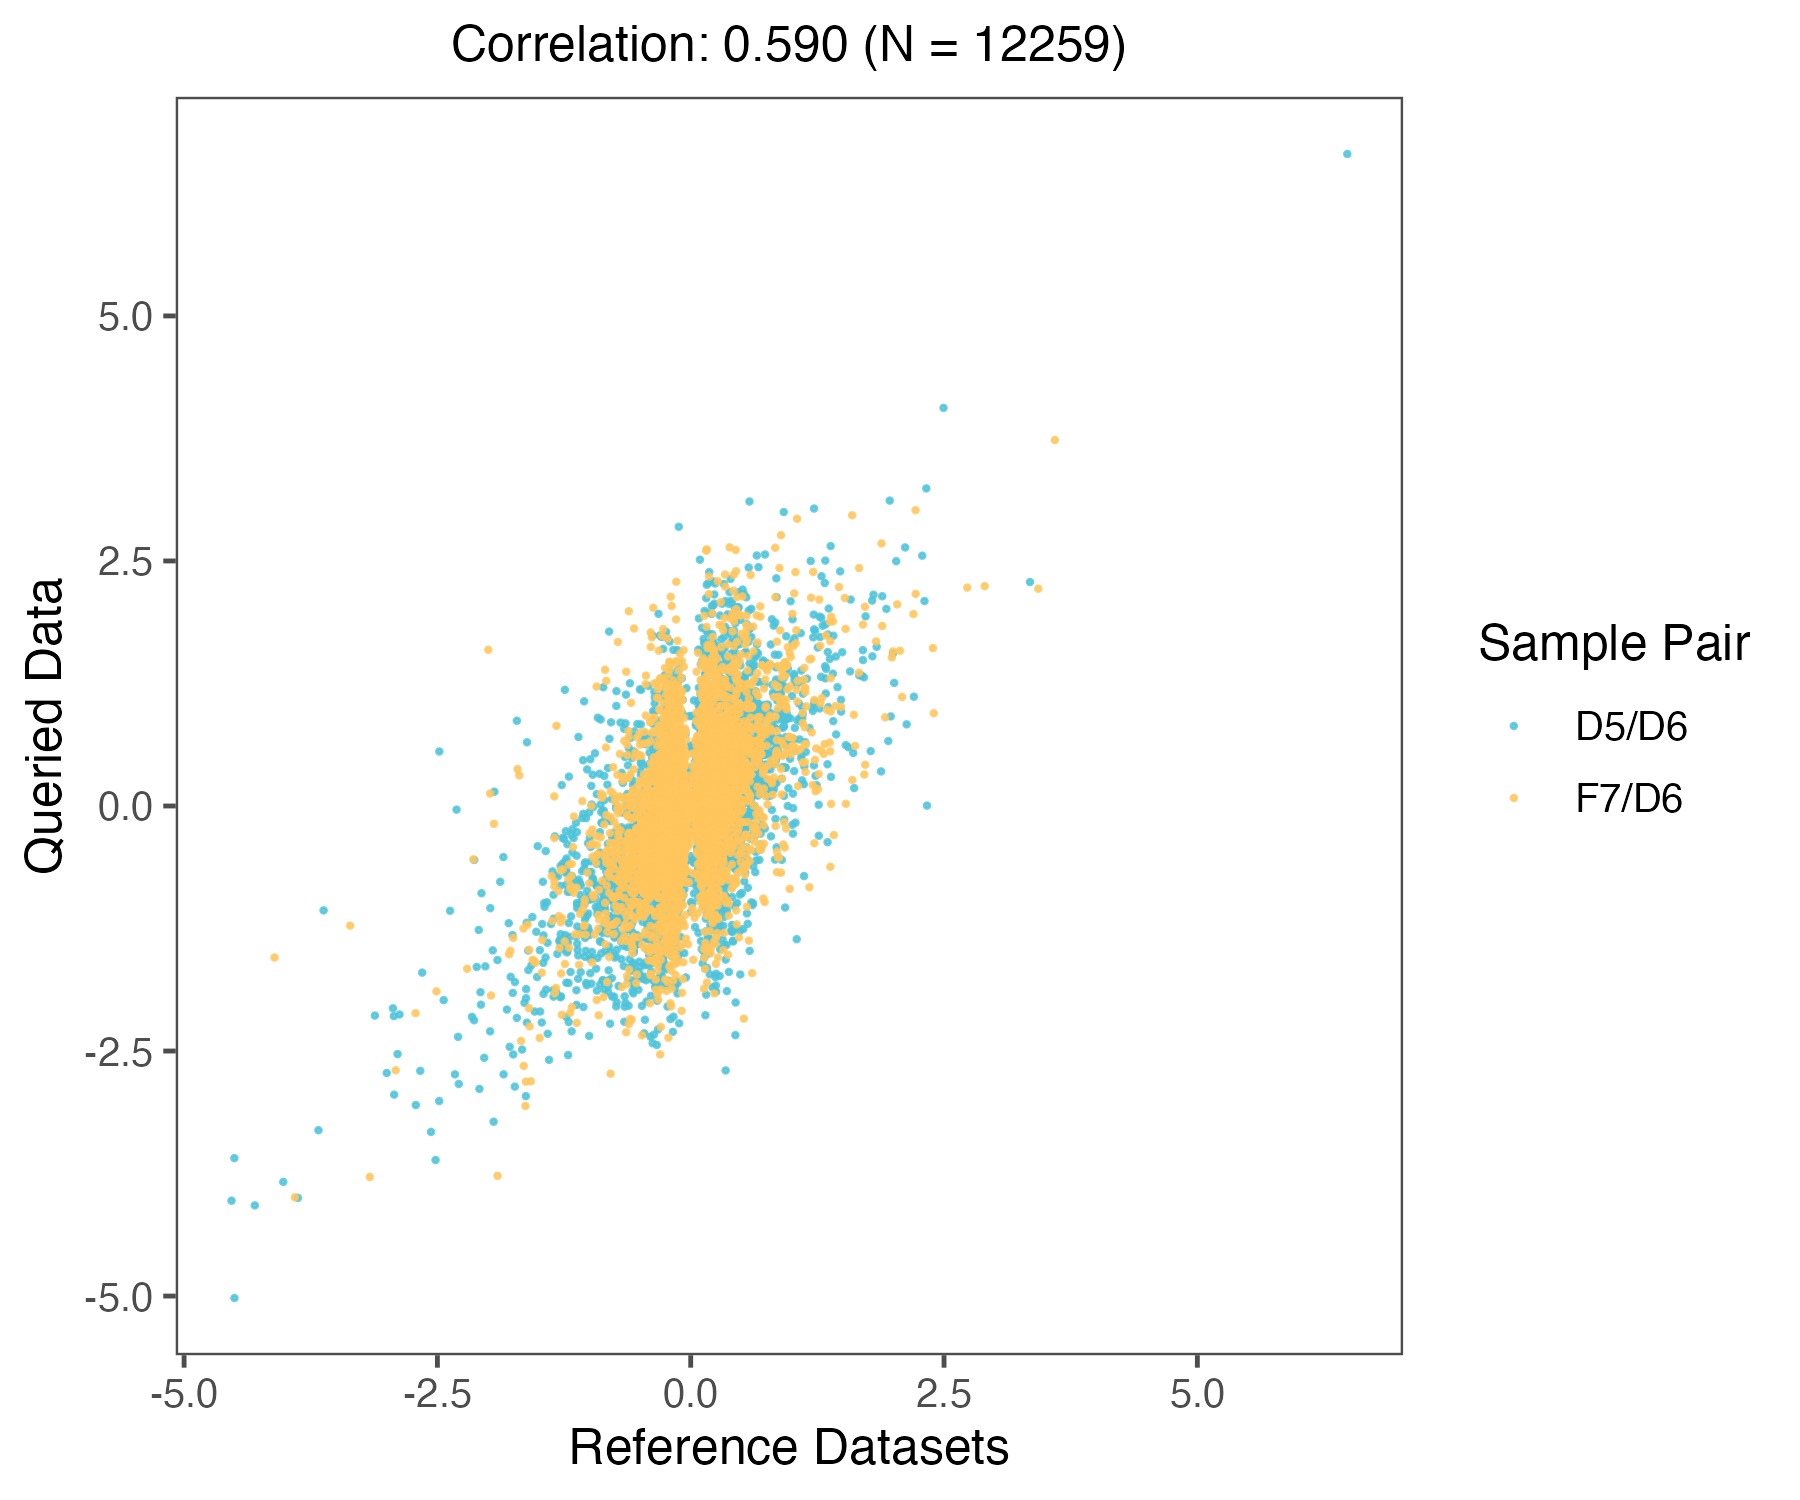 Correlation: 0.590 (N = 12259)
Queried Data
5.0
2.5
0.0
-2.5
-5.0
-5.0
-2.5
0.0
2.5
5.0
Reference Datasets
Sample Pair
D5/D6
F7/D6